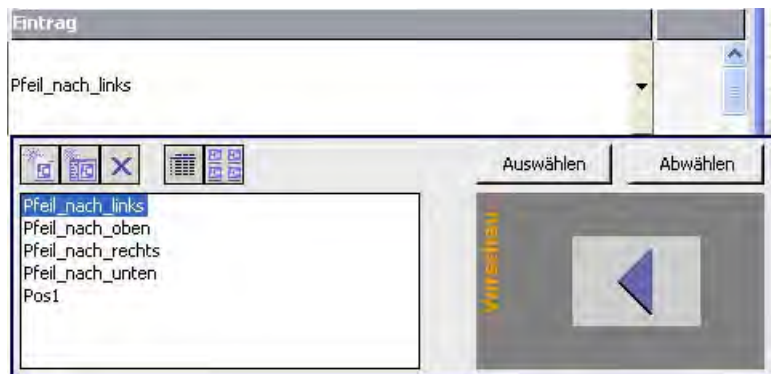 Eintrag
Pfeil_nach_links
Auswählen Abwählen
Pfeil_nach_links
Pfeil_nach_oben
Pfeil_nach_rechts
Pfeil_nach_unten
Pos1
Vorschau